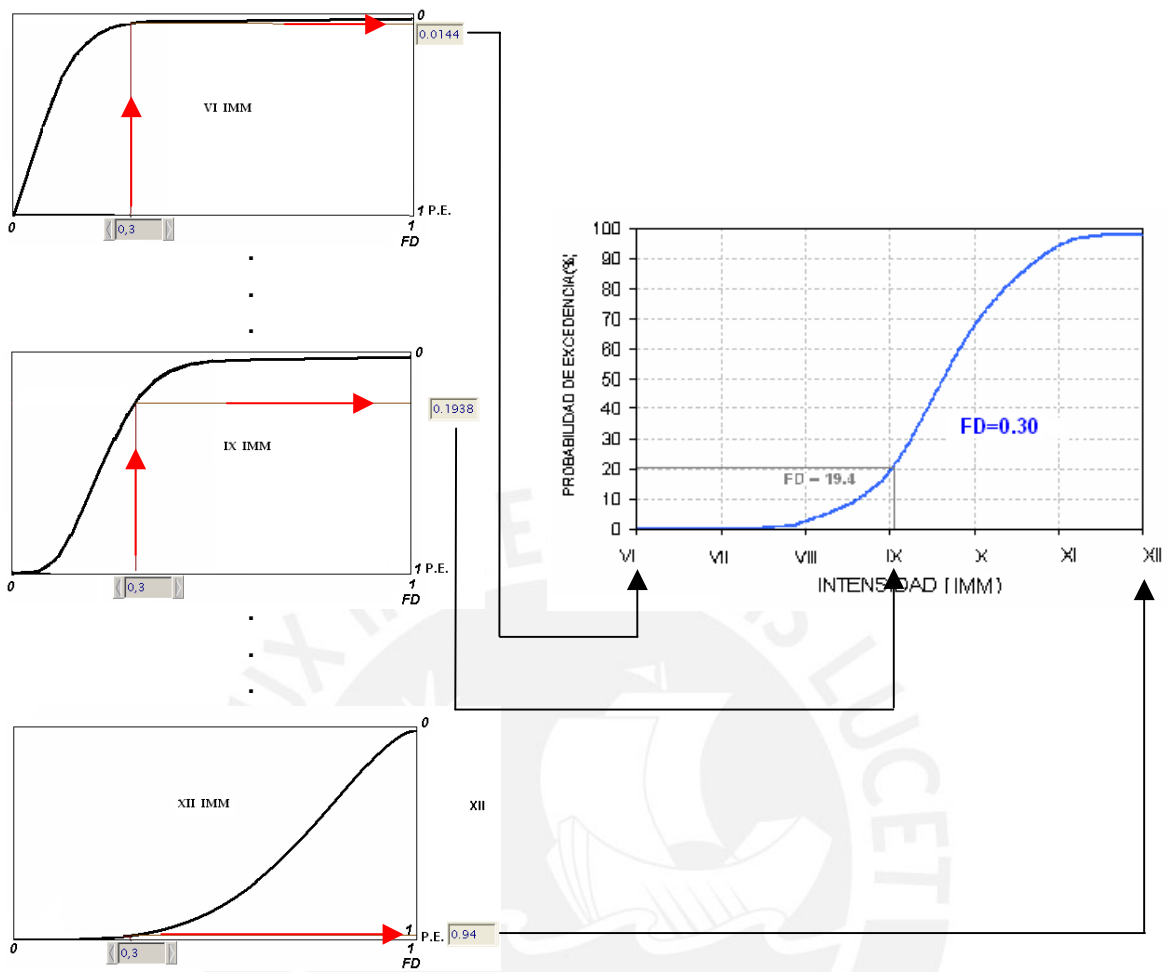 0
0.0144
VI IMM
1 P.E.
0
0,3
1
FD
0
0.1938
IX IMM
1 P.E.
0
0,3
1
FD
0
XII IMM
XII
1
P.E.
0.94
0
0,3
1
FD
PROBABILIDAD DE EXCEDENCIA(%)
100
90
80
70
60
50
40
30
20
10
0
FD=0.30
FD = 19.4
VI VII VIII IX X XI XII
INTENSIDAD (IMM)
LUCET